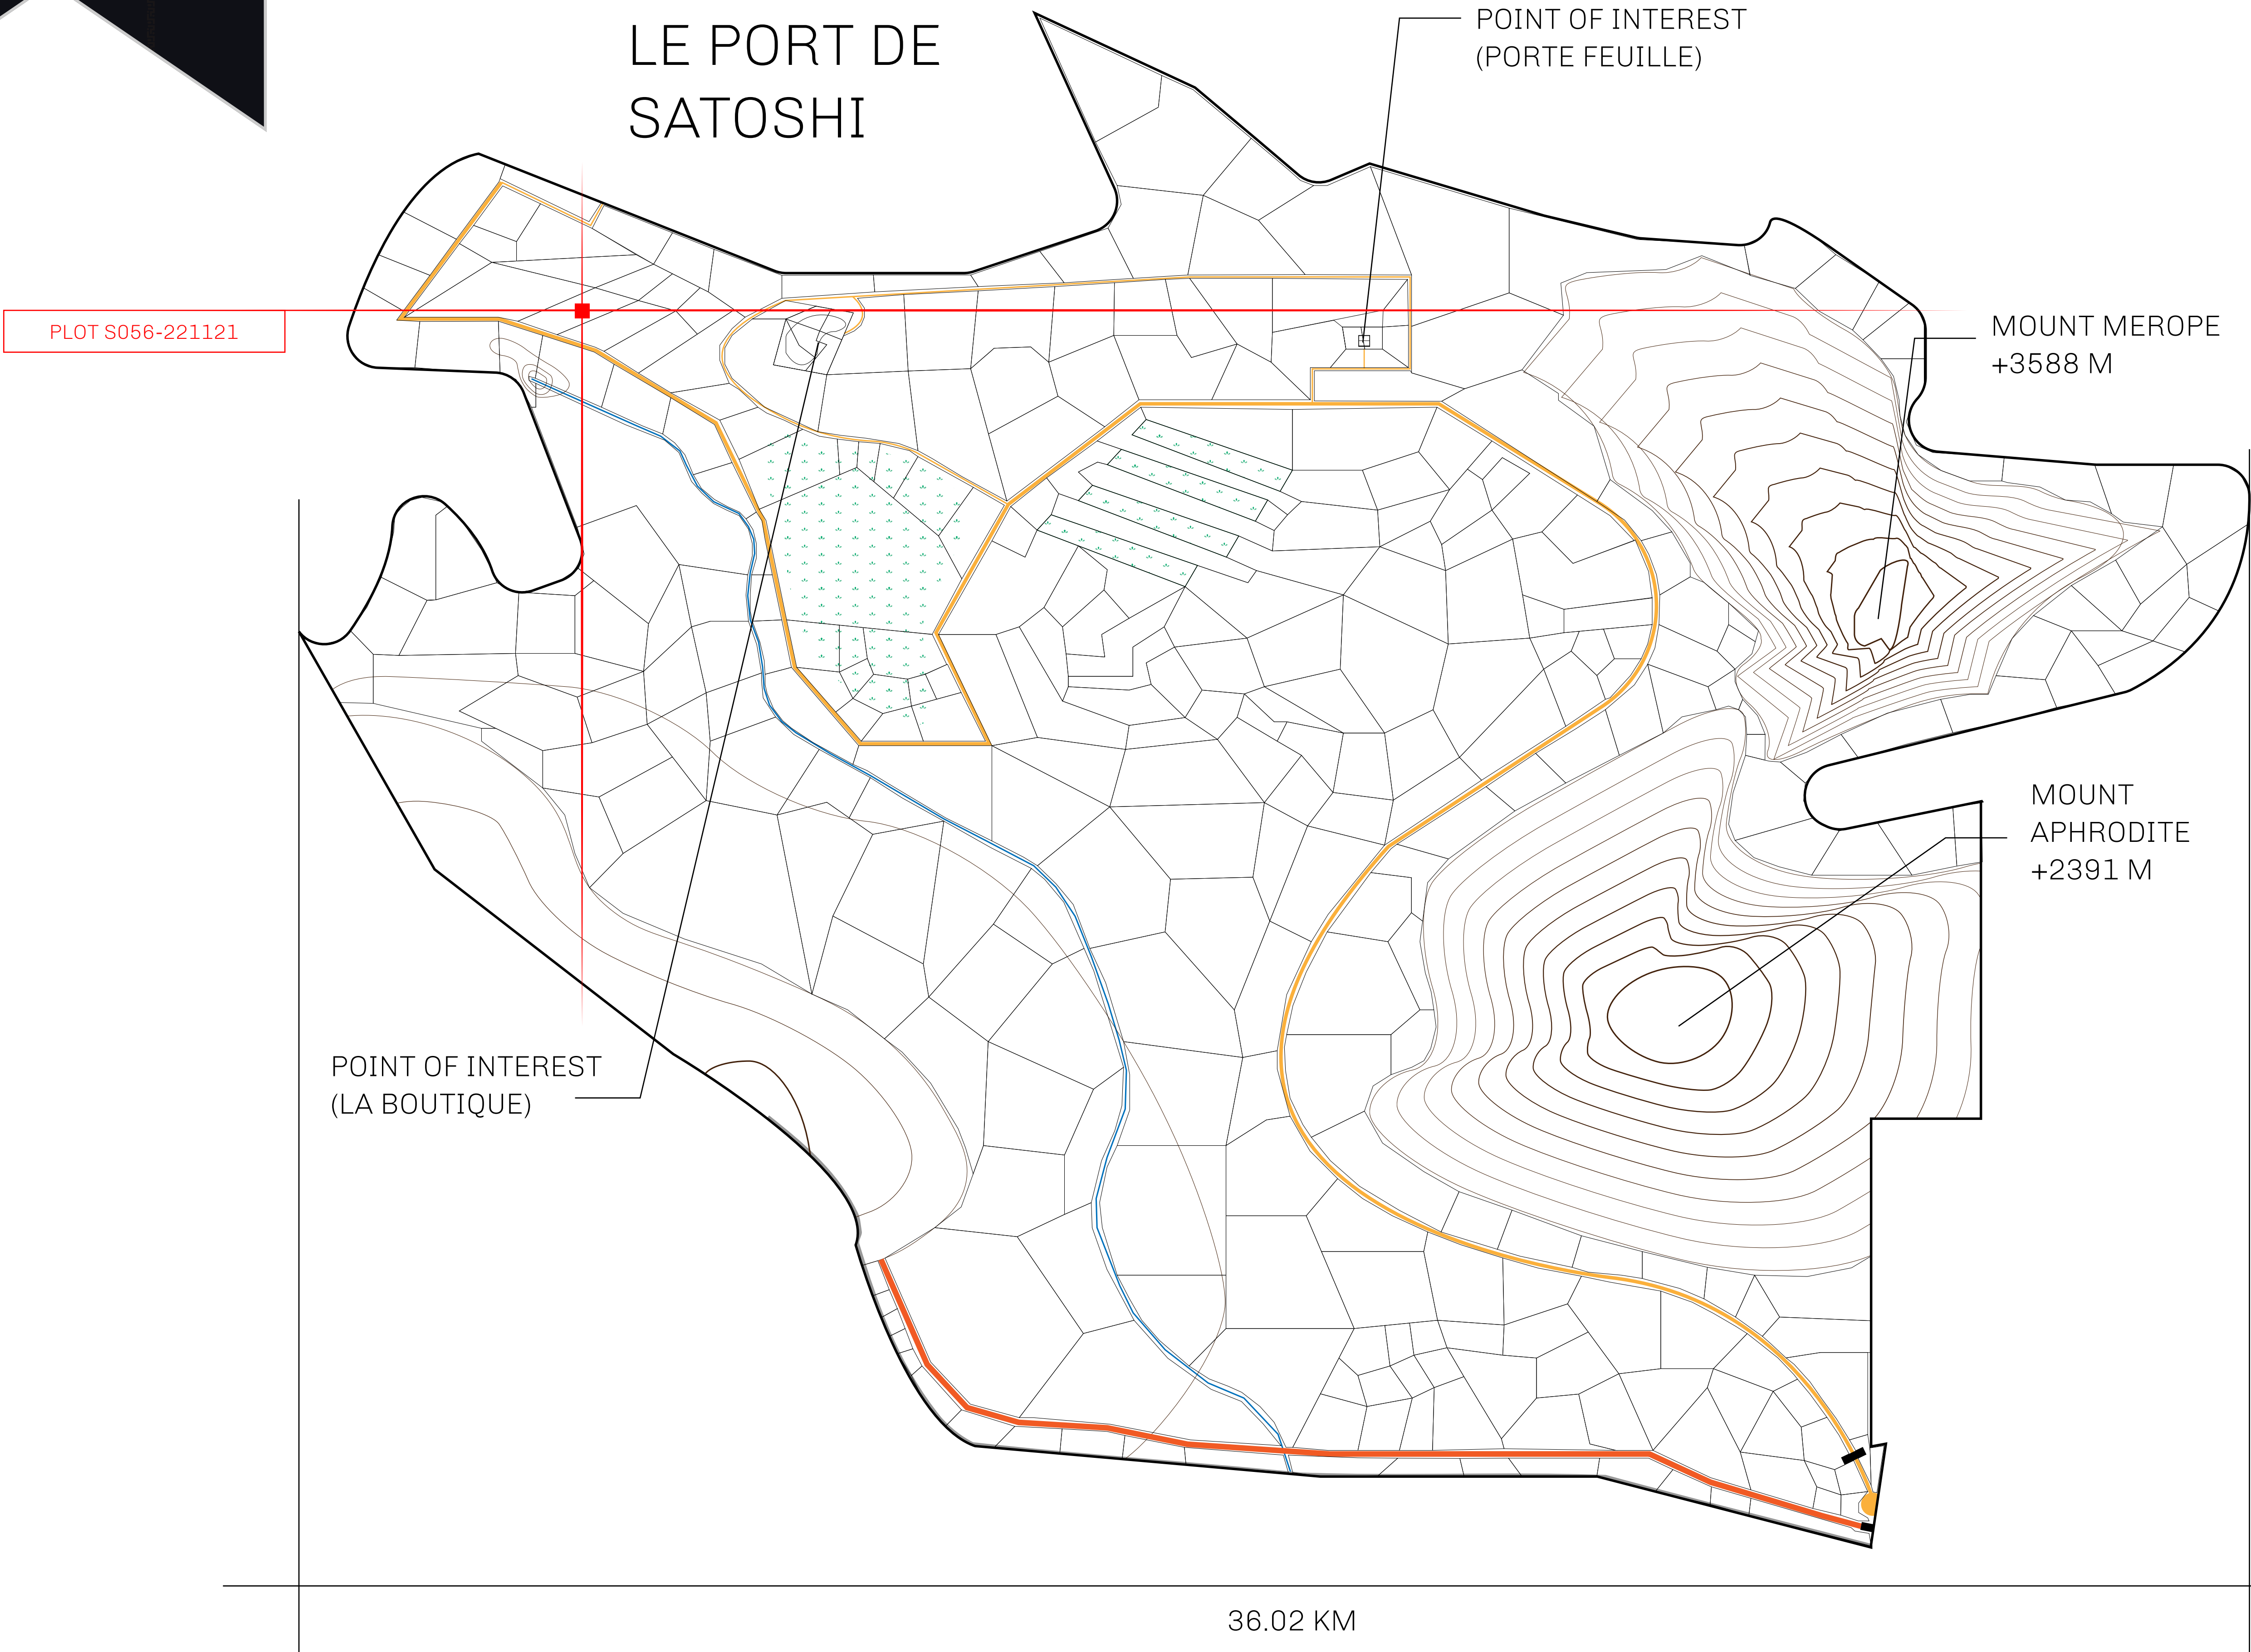 LE PORT DE
SATOSHI
POINT OF INTEREST
(PORTE FEUILLE)
PLOT S056-221121
MOUNT MEROPE
+3588 M
MOUNT
APHRODITE
+2391 M
POINT OF INTEREST
(LA BOUTIQUE)
36.02 KM